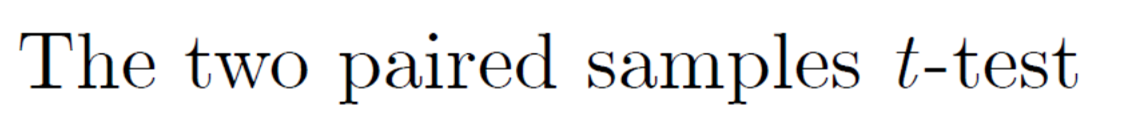 The two paired samples t-test